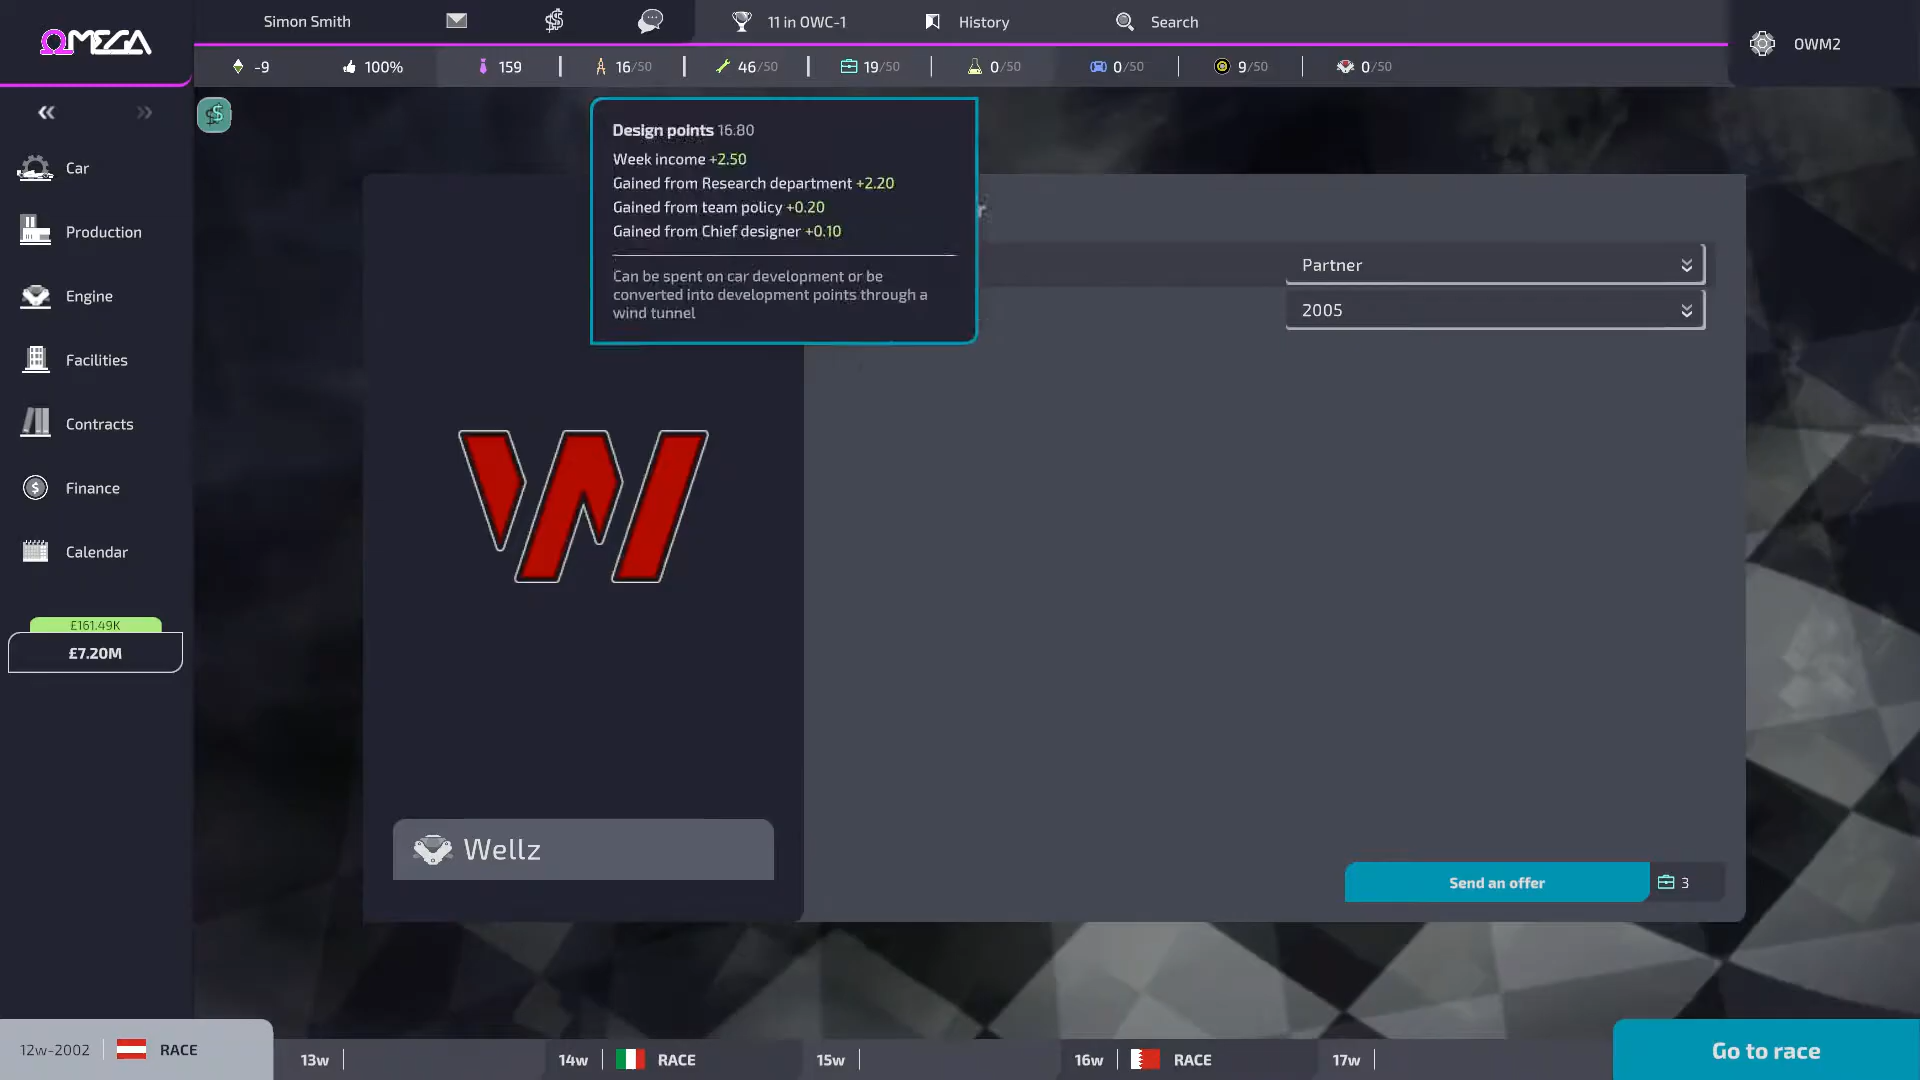 ΩMEGA
Simon Smith
11 in OWC-1
History
Search
OWM2
-9
100%
159
16/50
46/50
19/50
0/50
0/50
9/50
0/50
Car
Production
Engine
Facilities
Contracts
Finance
Calendar
£161.49K
£7.20M
Design points 16.80
Week income +2.50
Gained from Research department +2.20
Gained from team policy +0.20
Gained from Chief designer +0.10
Can be spent on car development or be
converted into development points through a
wind tunnel
Partner
2005
W
Wellz
Send an offer
3
12w-2002
RACE
13w
14w
RACE
15w
16w
RACE
17w
Go to race